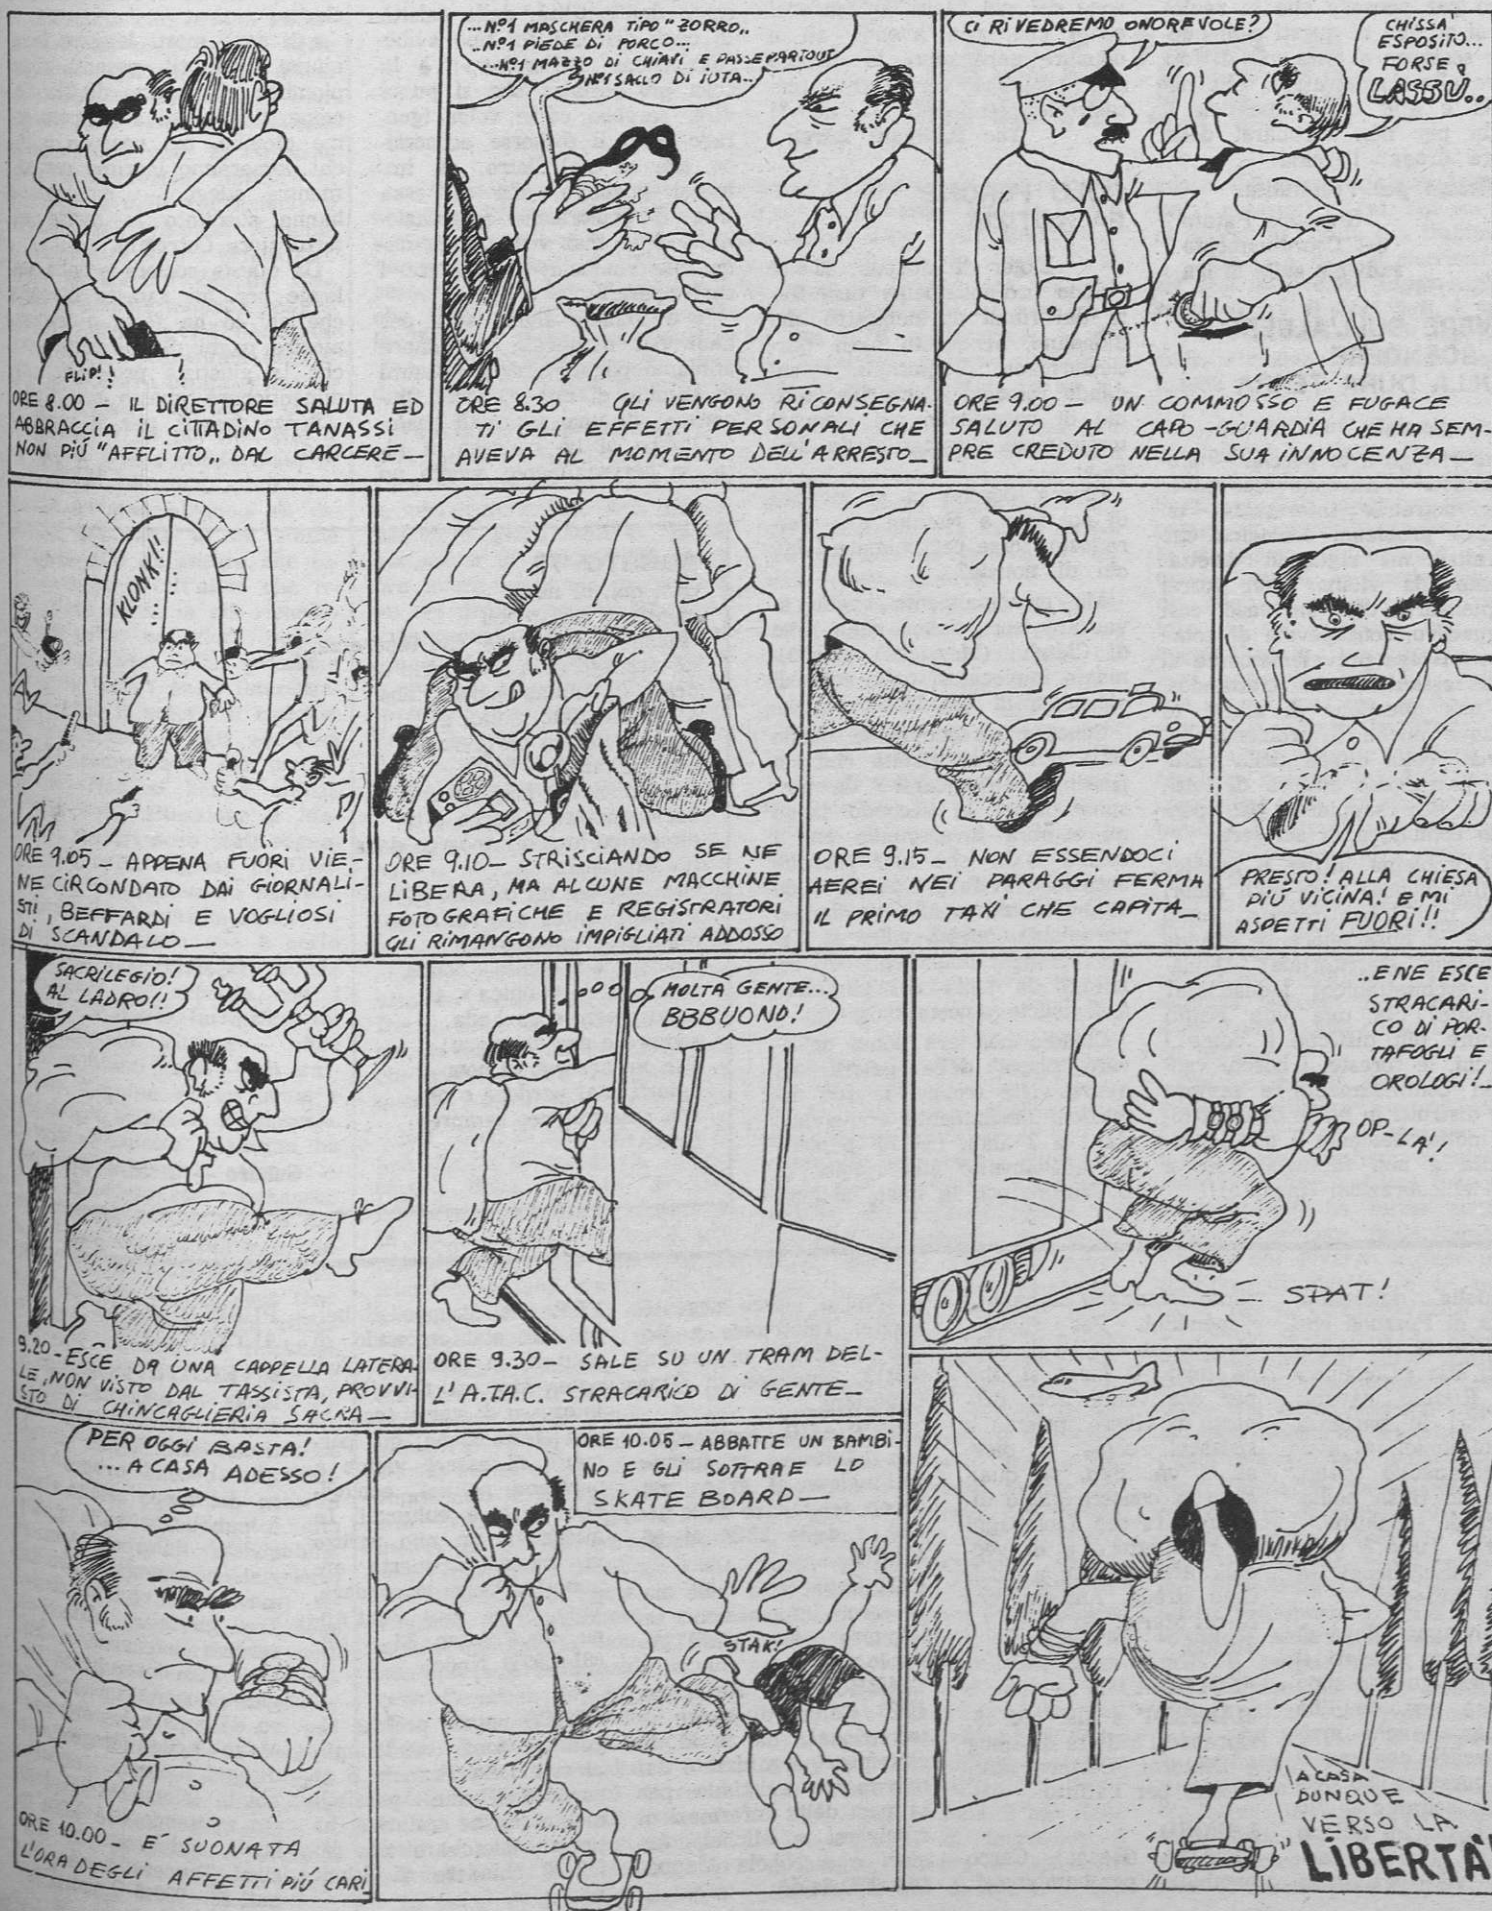 FLIP!
ORE 8.00 – IL DIRETTORE SALUTA ED
ABBRACCIA IL CITTADINO TANASSI
NON PIÚ "AFFLITTO,, DAL CARCERE –
...Nº1 MASCHERA TIPO "ZORRO,,
..Nº1 PIEDE DI PORCO...
...Nº1 MAZZO DI CHIAVI E PASSEPARTOUT
Nº1 SACCO DI IUTA..
ORE 8.30 GLI VENGONO RICONSEGNA-
TI GLI EFFETTI PERSONALI CHE
AVEVA AL MOMENTO DELL'ARRESTO –
CI RIVEDREMO ONOREVOLE?
CHISSA'
ESPOSITO...
FORSE,
LASSÙ..
ORE 9.00 – UN COMMOSSO E FUGACE
SALUTO AL CAPO-GUARDIA CHE HA SEM-
PRE CREDUTO NELLA SUA INNOCENZA –
KLONK!!
ORE 9.05 – APPENA FUORI VIE-
NE CIRCONDATO DAI GIORNALI-
STI, BEFFARDI E VOGLIOSI
DI SCANDALO –
ORE 9.10 – STRISCIANDO SE NE
LIBERA, MA ALCUNE MACCHINE
FOTOGRAFICHE E REGISTRATORI
GLI RIMANGONO IMPIGLIATI ADDOSSO
ORE 9.15 – NON ESSENDOCI
AEREI NEI PARAGGI FERMA
IL PRIMO TAXI' CHE CAPITA –
PRESTO! ALLA CHIESA
PIÚ VICINA! E MI
ASPETTI FUORI!!
SACRILEGIO!
AL LADRO!!
9.20 – ESCE DA UNA CAPPELLA LATERA-
LE, NON VISTO DAL TASSISTA, PROVVI-
STO DI CHINCAGLIERIA SACRA –
MOLTA GENTE...
BBBUONO!
ORE 9.30 – SALE SU UN TRAM DEL-
L'A.T.A.C. STRACARICO DI GENTE –
..E NE ESCE
STRACARI-
CO DI POR-
TAFOGLI E
OROLOGI! –
OP-LA'!
SPAT!
PER OGGI BASTA!
...A CASA ADESSO!
ORE 10.00 – E' SUONATA
L'ORA DEGLI AFFETTI PIÚ CARI
ORE 10.05 – ABBATTE UN BAMBI-
NO E GLI SOTTRAE LO
SKATE BOARD –
STAK!
A CASA
DUNQUE
VERSO LA
LIBERTA'